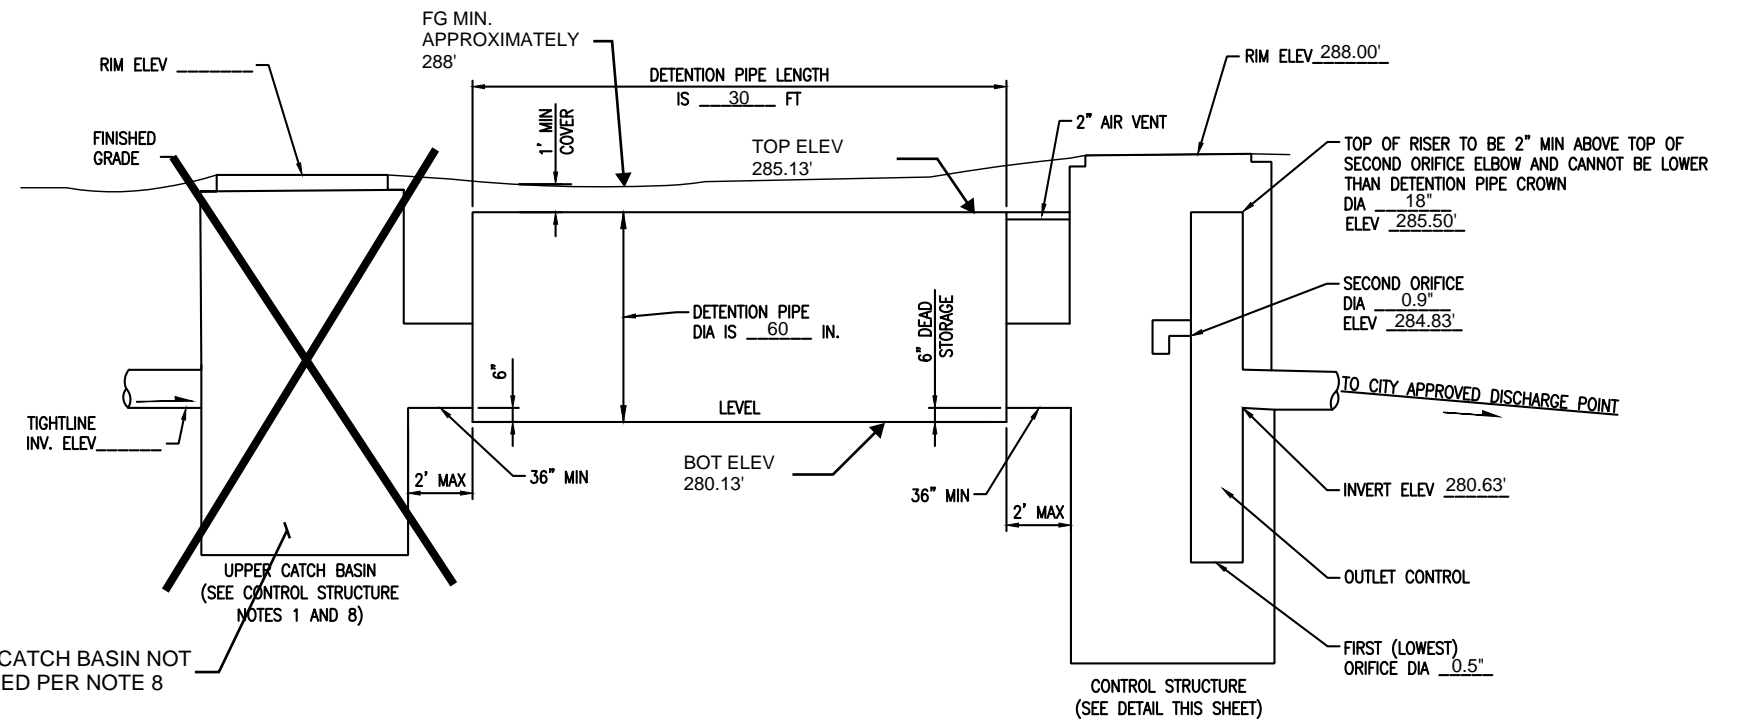 FG MIN.
APPROXIMATELY
288'
RIM ELEV
DETENTION PIPE LENGTH
IS 30 FT
RIM ELEV 288.00'
FINISHED
GRADE
1' MIN
COVER
2" AIR VENT
TOP ELEV
285.13'
TOP OF RISER TO BE 2" MIN ABOVE TOP OF
SECOND ORIFICE ELBOW AND CANNOT BE LOWER
THAN DETENTION PIPE CROWN
DIA 18"
ELEV 285.50'
SECOND ORIFICE
DIA 0.9"
ELEV 284.83'
DETENTION PIPE
DIA IS 60 IN.
6" DEAD
STORAGE
6"
LEVEL
TO CITY APPROVED DISCHARGE POINT
TIGHTLINE
INV. ELEV
2' MAX
36" MIN
BOT ELEV
280.13'
36" MIN
2' MAX
INVERT ELEV 280.63'
UPPER CATCH BASIN
(SEE CONTROL STRUCTURE
NOTES 1 AND 8)
OUTLET CONTROL
CATCH BASIN NOT
ED PER NOTE 8
FIRST (LOWEST)
ORIFICE DIA 0.5"
CONTROL STRUCTURE
(SEE DETAIL THIS SHEET)